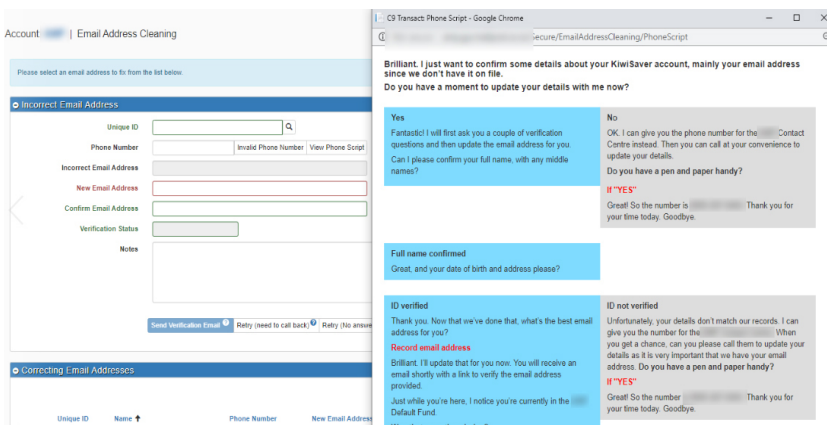 Account | Email Address Cleaning
Please select an email address to fix from the list below.
Incorrect Email Address
Unique ID
Phone Number
Invalid Phone Number
View Phone Script
Incorrect Email Address
New Email Address
Confirm Email Address
Verification Status
Notes
Send Verification Email
Retry (need to call back)
Retry (No answe
Correcting Email Addresses
Unique ID
Name
Phone Number
New Email Address
C9 Transact: Phone Script - Google Chrome
ecure/EmailAddressCleaning/PhoneScript
Brilliant. I just want to confirm some details about your KiwiSaver account, mainly your email address
since we don't have it on file.
Do you have a moment to update your details with me now?
Yes
Fantastic! I will first ask you a couple of verification
questions and then update the email address for you.
Can I please confirm your full name, with any middle
names?
No
OK. I can give you the phone number for the Contact
Centre instead. Then you can call at your convenience to
update your details.
Do you have a pen and paper handy?
If "YES"
Great! So the number is Thank you for
your time today. Goodbye.
Full name confirmed
Great, and your date of birth and address please?
ID verified
Thank you. Now that we've done that, what's the best email
address for you?
Record email address
Brilliant. I'll update that for you now. You will receive an
email shortly with a link to verify the email address
provided.
Just while you're here, I notice you're currently in the
Default Fund.
ID not verified
Unfortunately, your details don't match our records. I can
give you the number for the When
you get a chance, can you please call them to update your
details as it is very important that we have your email
address. Do you have a pen and paper handy?
If "YES"
Great! So the number Thank you for
your time today. Goodbye.